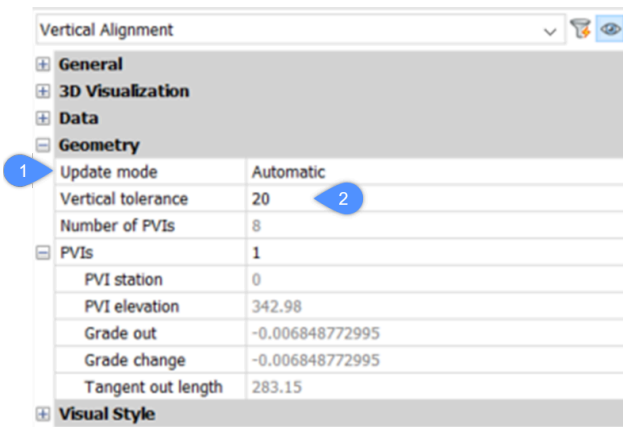 Vertical Alignment
General
3D Visualization
Data
Geometry
1 Update mode Automatic
Vertical tolerance 20 2
Number of PVIs 8
PVIs 1
PVI station 0
PVI elevation 342.98
Grade out -0.006848772995
Grade change -0.006848772995
Tangent out length 283.15
Visual Style